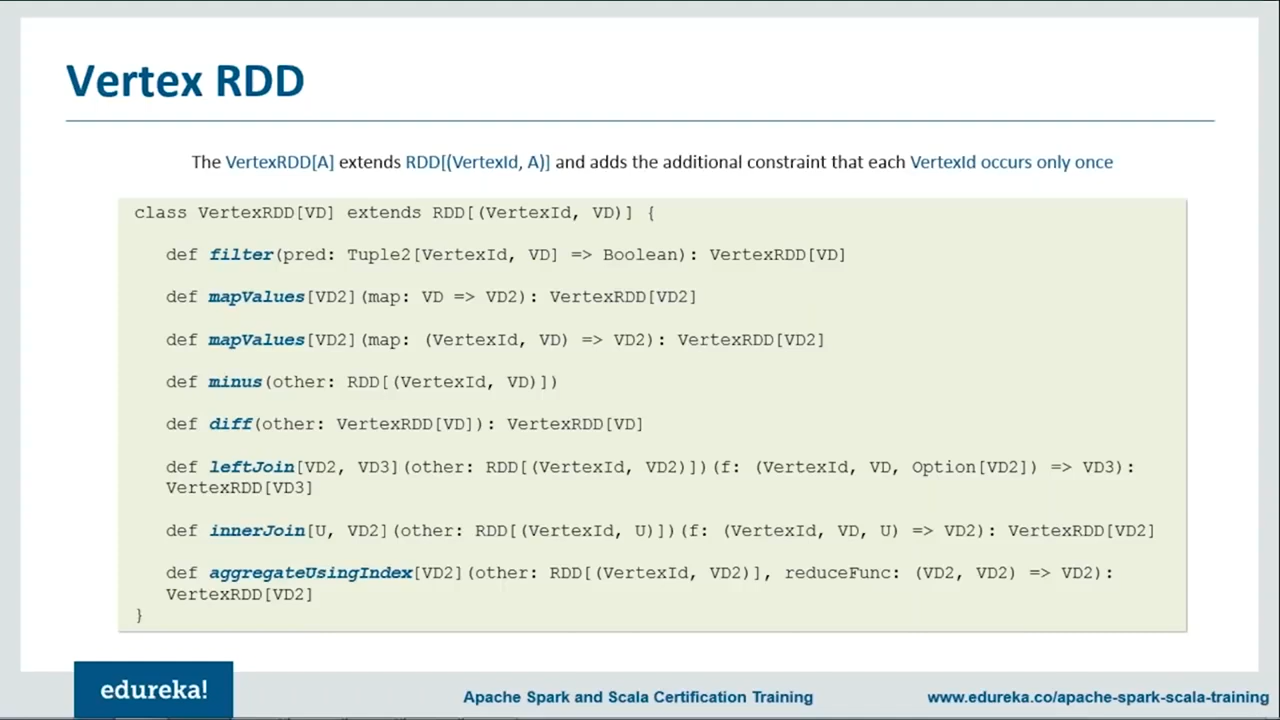 Vertex RDD
The VertexRDD[A] extends RDD[(VertexId, A)] and adds the additional constraint that each VertexId occurs only once
class VertexRDD[VD] extends RDD[(VertexId, VD)] {
def filter(pred: Tuple2[VertexId, VD] => Boolean): VertexRDD[VD]
def mapValues[VD2](map: VD => VD2): VertexRDD[VD2]
def mapValues[VD2](map: (VertexId, VD) => VD2): VertexRDD[VD2]
def minus(other: RDD[(VertexId, VD)])
def diff(other: VertexRDD[VD]): VertexRDD[VD]
def leftJoin[VD2, VD3](other: RDD[(VertexId, VD2)])(f: (VertexId, VD, Option[VD2]) => VD3):
VertexRDD[VD3]
def innerJoin[U, VD2](other: RDD[(VertexId, U)])(f: (VertexId, VD, U) => VD2): VertexRDD[VD2]
def aggregateUsingIndex[VD2](other: RDD[(VertexId, VD2)], reduceFunc: (VD2, VD2) => VD2):
VertexRDD[VD2]
}
edureka!
Apache Spark and Scala Certification Training
www.edureka.co/apache-spark-scala-training